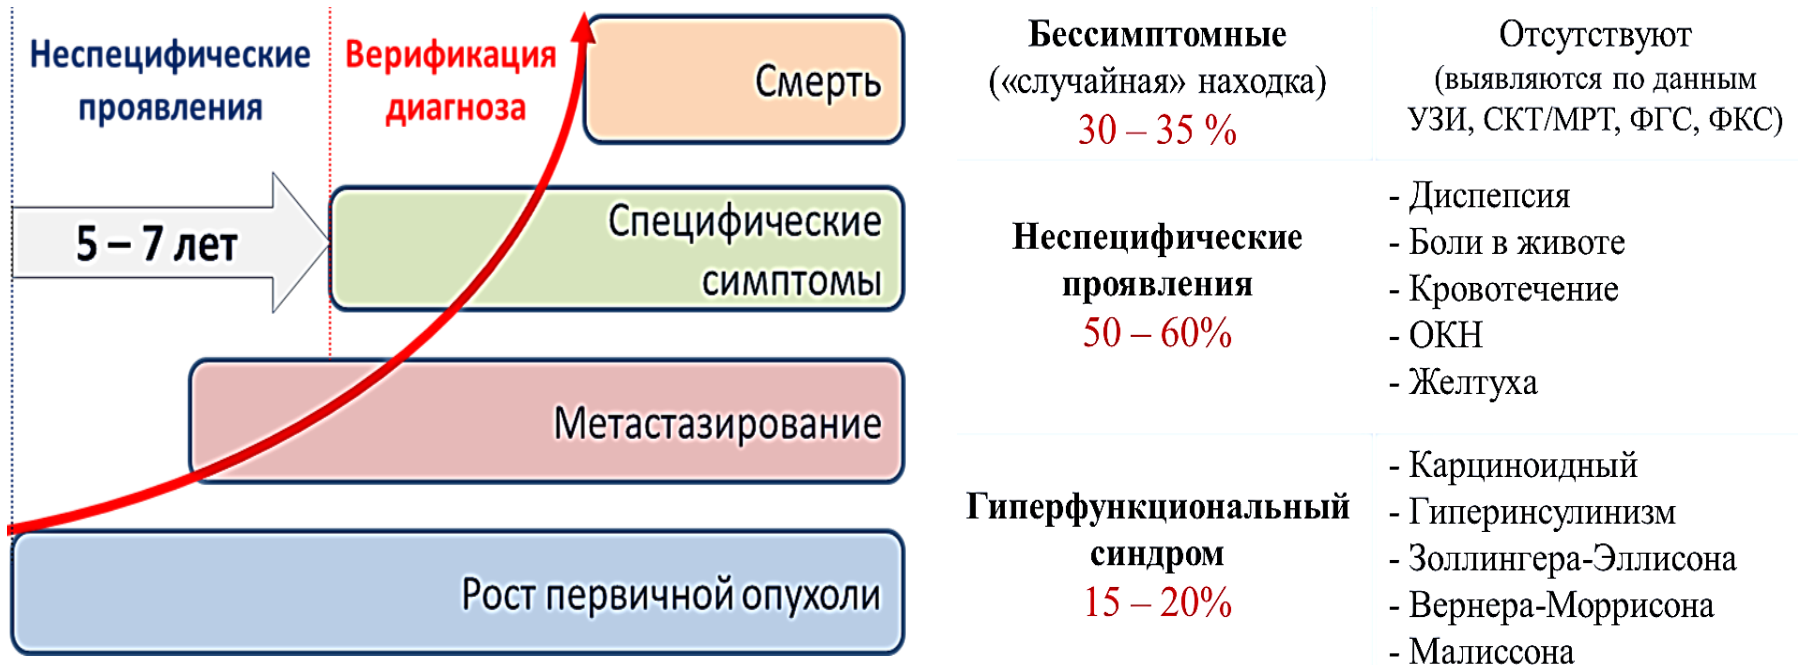 Неспецифические
проявления
Верификация
диагноза
Смерть
5 – 7 лет
Специфические
симптомы
Метастазирование
Рост первичной опухоли
Бессимптомные
(«случайная» находка)
30 – 35 %
Отсутствуют
(выявляются по данным
УЗИ, СКТ/МРТ, ФГС, ФКС)
Неспецифические
проявления
50 – 60%
- Диспепсия
- Боли в животе
- Кровотечение
- ОКН
- Желтуха
Гиперфункциональный
синдром
15 – 20%
- Карциноидный
- Гиперинсулинизм
- Золлингера-Эллисона
- Вернера-Моррисона
- Малиссона